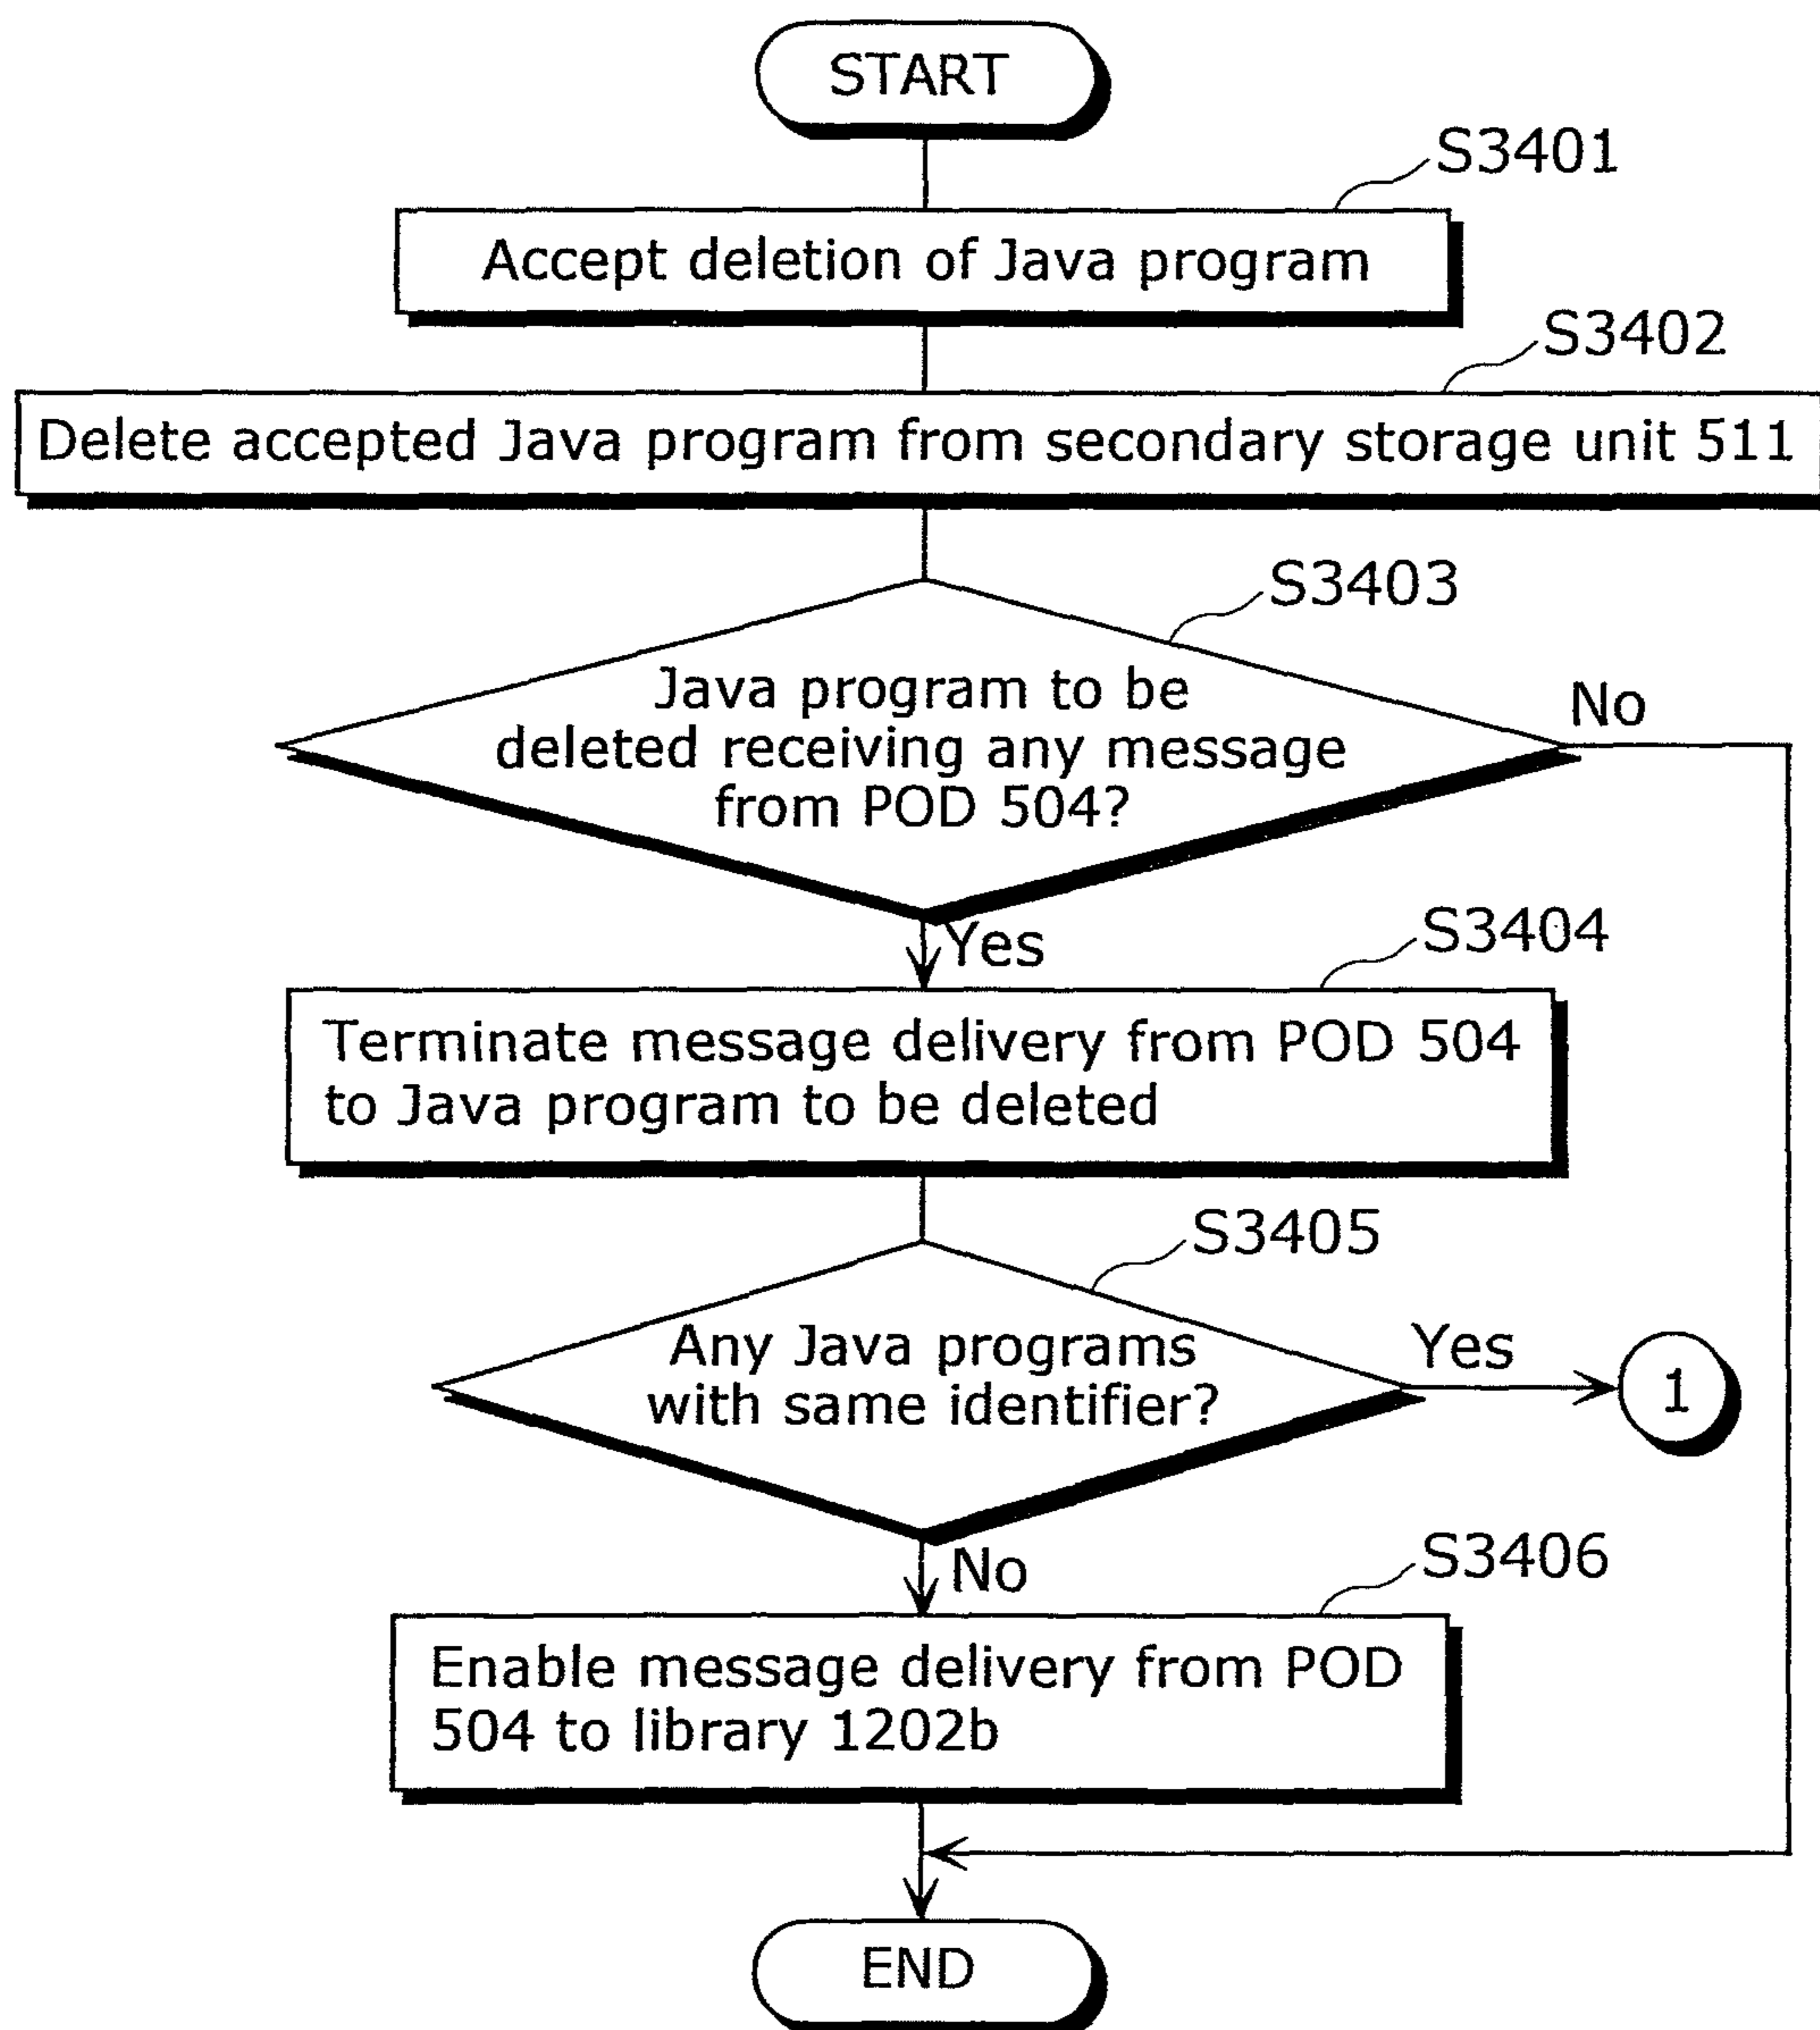 START
S3401
Accept deletion of Java program
S3402
Delete accepted Java program from secondary storage unit 511
S3403
Java program to be
deleted receiving any message
from POD 504?
No
Yes
S3404
Terminate message delivery from POD 504
to Java program to be deleted
S3405
Any Java programs
with same identifier?
Yes
1
No
S3406
Enable message delivery from POD
504 to library 1202b
END